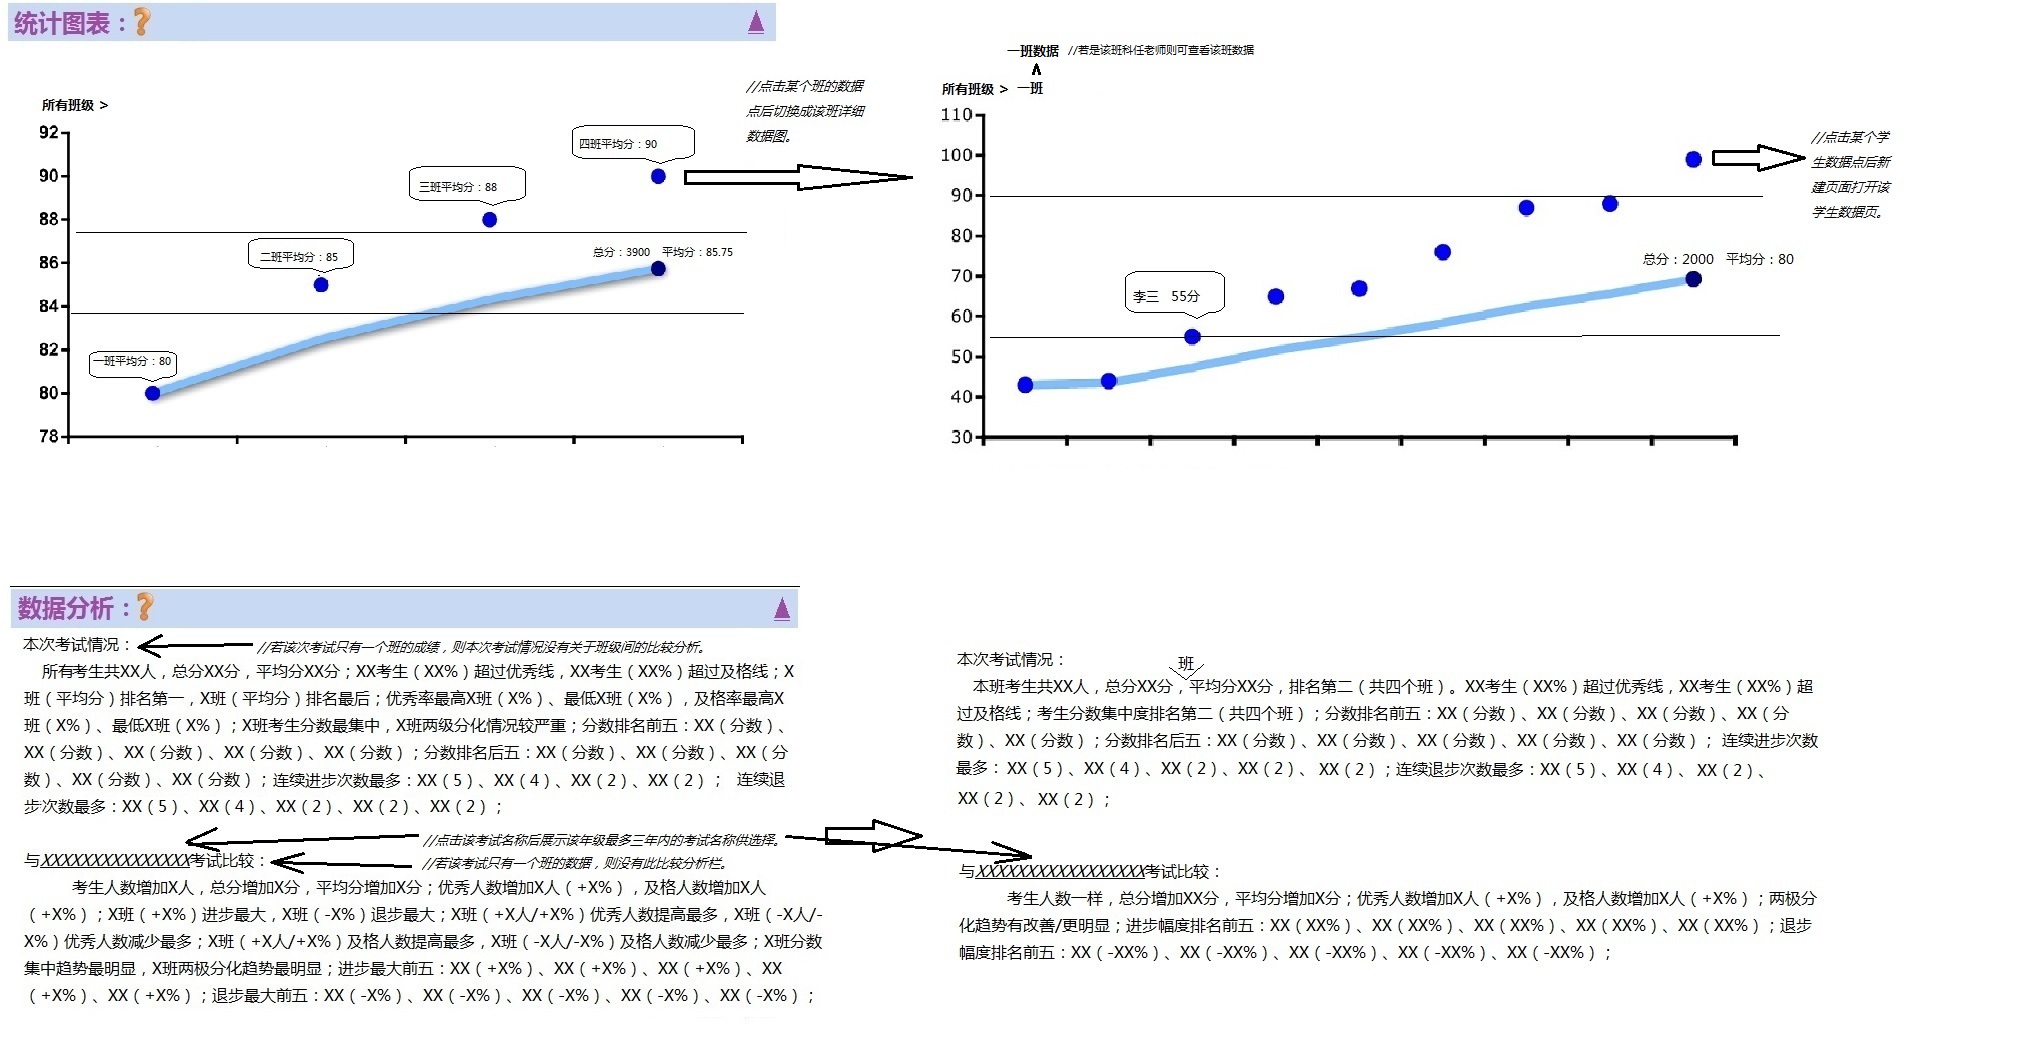 统计图表：
所有班级 >
92
90
88
86
84
82
80
78
一班平均分：80
二班平均分：85
三班平均分：88
四班平均分：90
总分：3900 平均分：85.75
//点击某个班的数据
点后切换成该班详细
数据图。
一班数据 //若是该班科任老师则可查看该班数据
所有班级 > 一班
110
100
90
80
70
60
50
40
30
李三 55分
总分：2000 平均分：80
//点击某个学
生数据点后新
建页面打开该
学生数据页。
数据分析：
本次考试情况：
//若该次考试只有一个班的成绩，则本次考试情况没有关于班级间的比较分析。
所有考生共XX人，总分XX分，平均分XX分；XX考生（XX%）超过优秀线，XX考生（XX%）超过及格线；X
班（平均分）排名第一，X班（平均分）排名最后；优秀率最高X班（X%）、最低X班（X%），及格率最高X
班（X%）、最低X班（X%）；X班考生分数最集中，X班两级分化情况较严重；分数排名前五：XX（分数）、
XX（分数）、XX（分数）、XX（分数）、XX（分数）；分数排名后五：XX（分数）、XX（分数）、XX（分
数）、XX（分数）、XX（分数）；连续进步次数最多：XX（5）、XX（4）、XX（2）、XX（2）； 连续退
步次数最多：XX（5）、XX（4）、XX（2）、XX（2）、XX（2）；
//点击该考试名称后展示该年级最多三年内的考试名称供选择。
与XXXXXXXXXXXXXXX考试比较：
//若该考试只有一个班的数据，则没有此比较分析栏。
考生人数增加X人，总分增加X分，平均分增加X分；优秀人数增加X人（+X%），及格人数增加X人
（+X%）；X班（+X%）进步最大，X班（-X%）退步最大；X班（+X人/+X%）优秀人数提高最多，X班（-X人/-
X%）优秀人数减少最多；X班（+X人/+X%）及格人数提高最多，X班（-X人/-X%）及格人数减少最多；X班分数
集中趋势最明显，X班两极分化趋势最明显；进步最大前五：XX（+X%）、XX（+X%）、XX（+X%）、XX
（+X%）、XX（+X%）；退步最大前五：XX（-X%）、XX（-X%）、XX（-X%）、XX（-X%）、XX（-X%）；
本次考试情况：
班
本班考生共XX人，总分XX分，平均分XX分，排名第二（共四个班）。XX考生（XX%）超过优秀线，XX考生（XX%）超
过及格线；考生分数集中度排名第二（共四个班）；分数排名前五：XX（分数）、XX（分数）、XX（分数）、XX（分
数）、XX（分数）；分数排名后五：XX（分数）、XX（分数）、XX（分数）、XX（分数）、XX（分数）； 连续进步次数
最多：XX（5）、XX（4）、XX（2）、XX（2）、XX（2）；连续退步次数最多：XX（5）、XX（4）、XX（2）、
XX（2）、XX（2）；
与XXXXXXXXXXXXXXXXX考试比较：
考生人数一样，总分增加XX分，平均分增加X分；优秀人数增加X人（+X%），及格人数增加X人（+X%）；两极分
化趋势有改善/更明显；进步幅度排名前五：XX（XX%）、XX（XX%）、XX（XX%）、XX（XX%）、XX（XX%）；退步
幅度排名前五：XX（-XX%）、XX（-XX%）、XX（-XX%）、XX（-XX%）、XX（-XX%）；